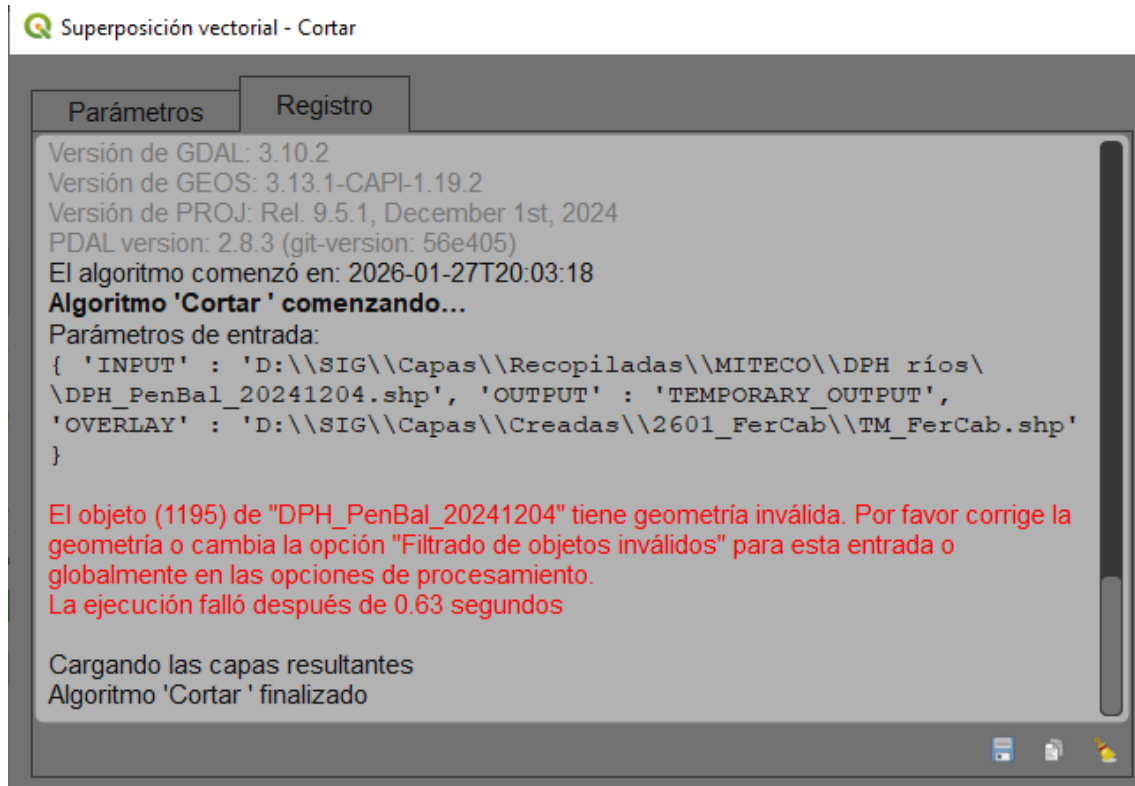 Superposición vectorial - Cortar
Parámetros
Registro
Versión de GDAL: 3.10.2
Versión de GEOS: 3.13.1-CAPI-1.19.2
Versión de PROJ: Rel. 9.5.1, December 1st, 2024
PDAL version: 2.8.3 (git-version: 56e405)
El algoritmo comenzó en: 2026-01-27T20:03:18
Algoritmo 'Cortar ' comenzando…
Parámetros de entrada:
{ 'INPUT' : 'D:\\SIG\\Capas\\Recopiladas\\MITECO\\DPH ríos\
\DPH_PenBal_20241204.shp', 'OUTPUT' : 'TEMPORARY_OUTPUT',
'OVERLAY' : 'D:\\SIG\\Capas\\Creadas\\2601_FerCab\\TM_FerCab.shp'
}
El objeto (1195) de "DPH_PenBal_20241204" tiene geometría inválida. Por favor corrige la
geometría o cambia la opción "Filtrado de objetos inválidos" para esta entrada o
globalmente en las opciones de procesamiento.
La ejecución falló después de 0.63 segundos
Cargando las capas resultantes
Algoritmo 'Cortar ' finalizado